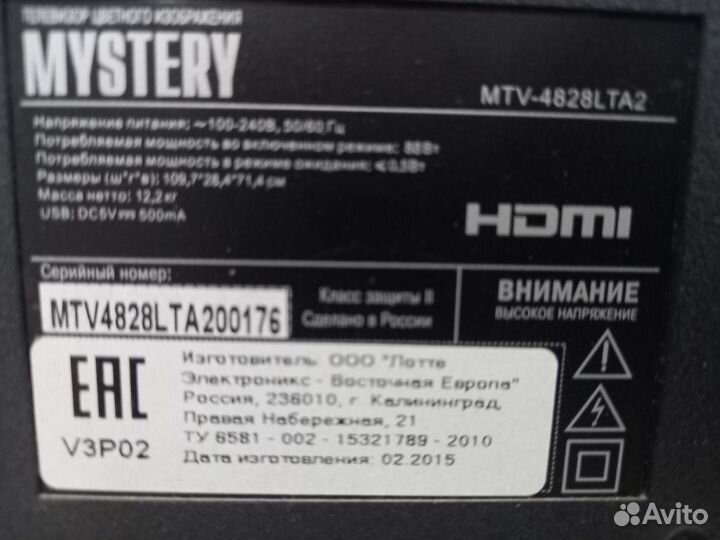 ТЕЛЕВИЗОР ЦВЕТНОГО ИЗОБРАЖЕНИЯ
MYSTERY
MTV-4828LTA2
Напряжение питания: ~100-240В, 50/60 Гц
Потребляемая мощность во включенном режиме: 88Вт
Потребляемая мощность в режиме ожидания: ≤0,5Вт
Размеры (ш*г*в): 109,7*28,4*71,4 см
Масса нетто: 12,2кг
USB: DC5V⎓500mA
HDMI
Серийный номер:
MTV4828LTA200176
Класс защиты II
Сделано в России
ВНИМАНИЕ
ВЫСОКОЕ НАПРЯЖЕНИЕ
EAC
V3P02
Изготовитель: ООО "Лотте
Электроникс - Восточная Европа"
Россия, 236010, г. Калининград,
Правая Набережная, 21
ТУ 6581 - 002 - 15321789 - 2010
Дата изготовления: 02.2015
Avito